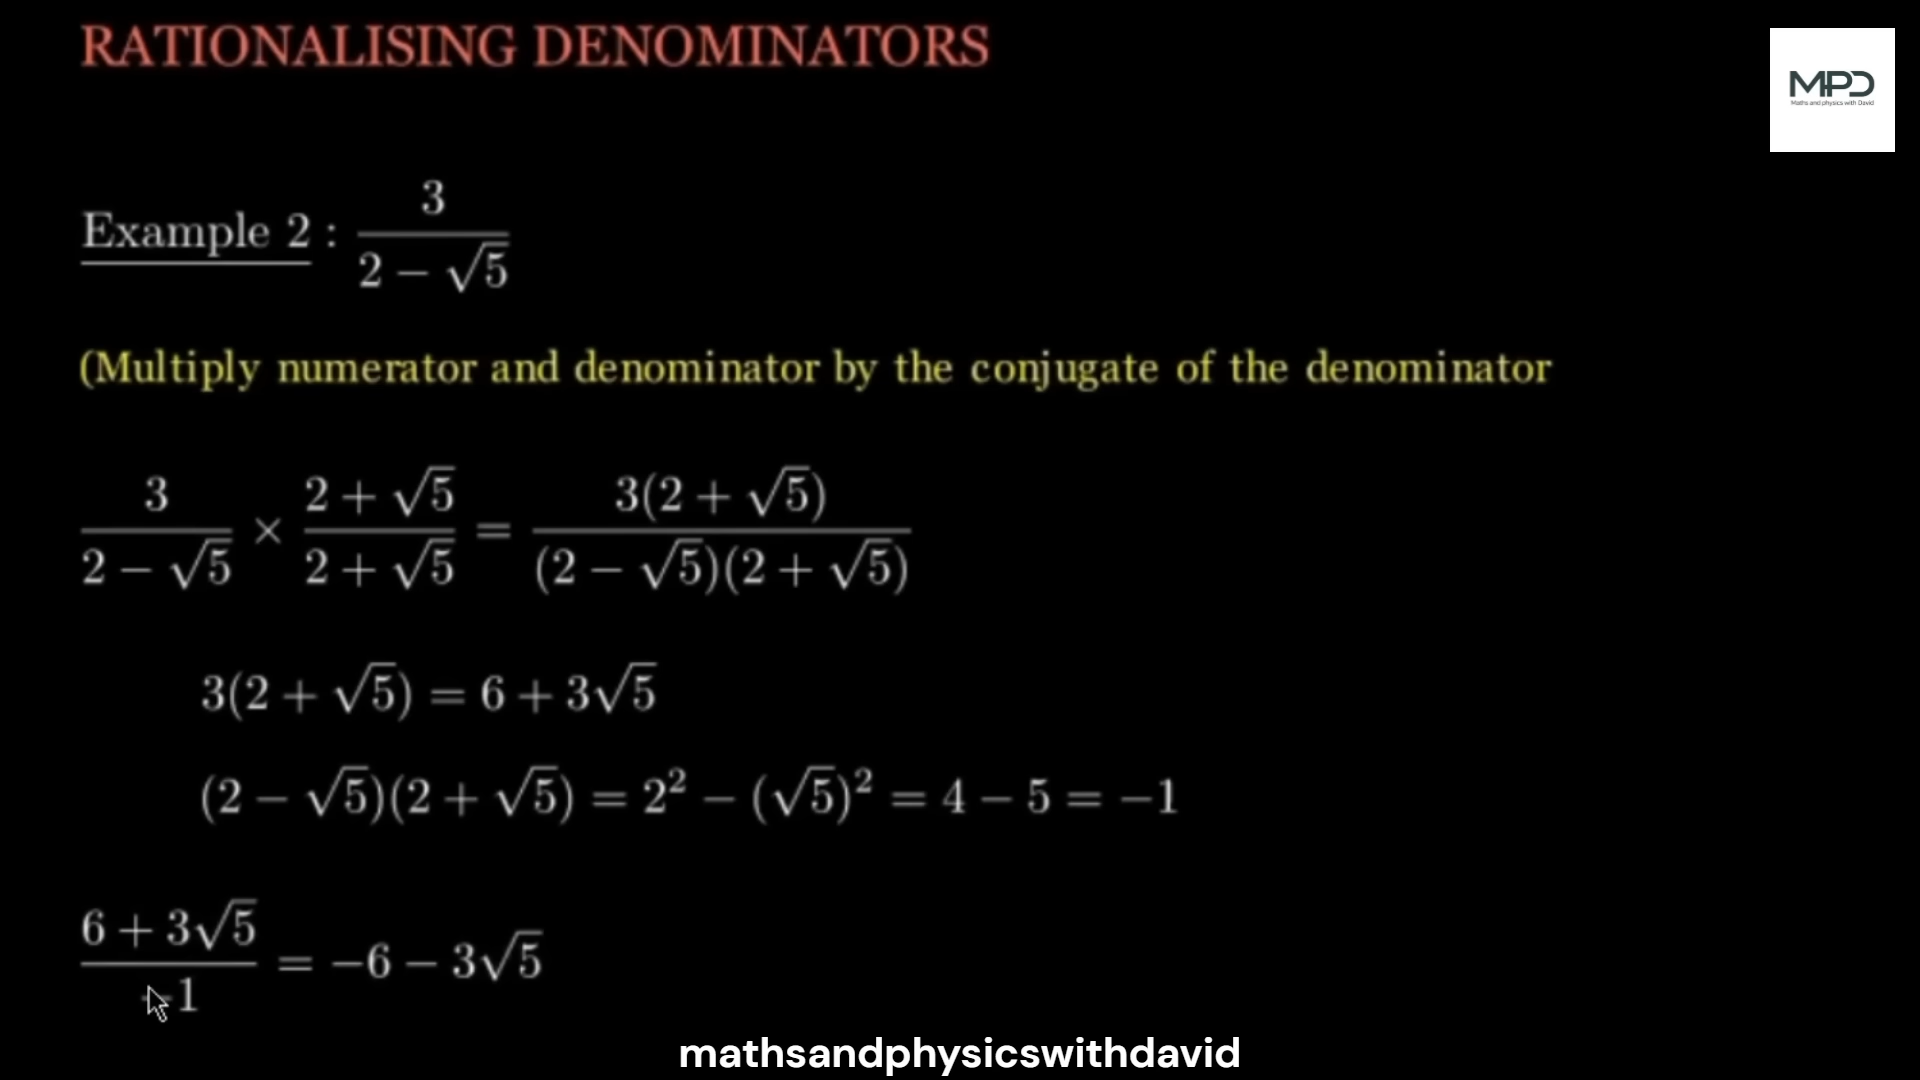 RATIONALISING DENOMINATORS
MPD
Maths and physics with David
Example 2 : 3/(2 − √5)
(Multiply numerator and denominator by the conjugate of the denominator
3/(2 − √5) × (2 + √5)/(2 + √5) = 3(2 + √5)/((2 − √5)(2 + √5))
3(2 + √5) = 6 + 3√5
(2 − √5)(2 + √5) = 2² − (√5)² = 4 − 5 = −1
(6 + 3√5)/−1 = −6 − 3√5
mathsandphysicswithdavid